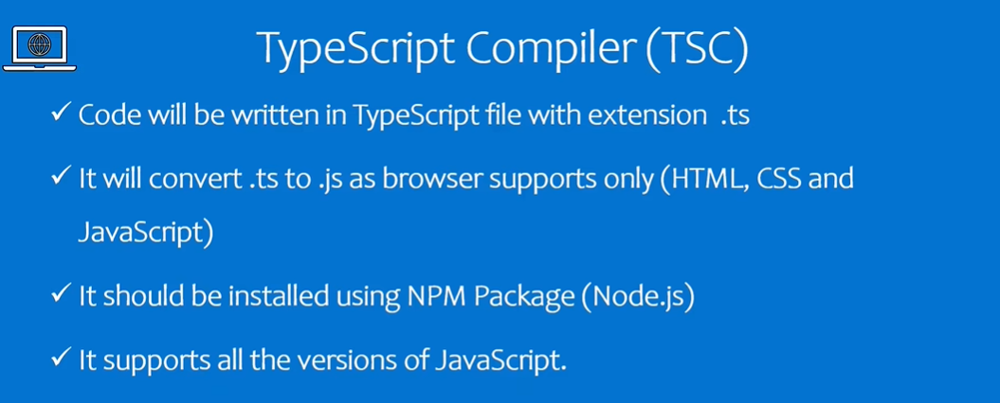 TypeScript Compiler (TSC)
✓ Code will be written in TypeScript file with extension .ts
✓ It will convert .ts to .js as browser supports only (HTML, CSS and
JavaScript)
✓ It should be installed using NPM Package (Node.js)
✓ It supports all the versions of JavaScript.